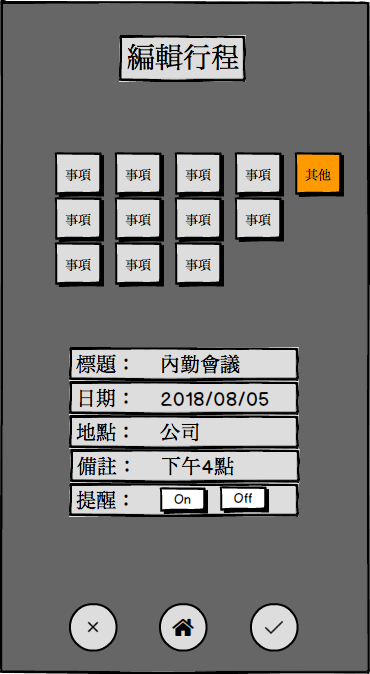 編輯行程
事項 事項 事項 事項 其他
事項 事項 事項 事項
事項 事項 事項
標題： 內勤會議
日期： 2018/08/05
地點： 公司
備註： 下午4點
提醒： On Off